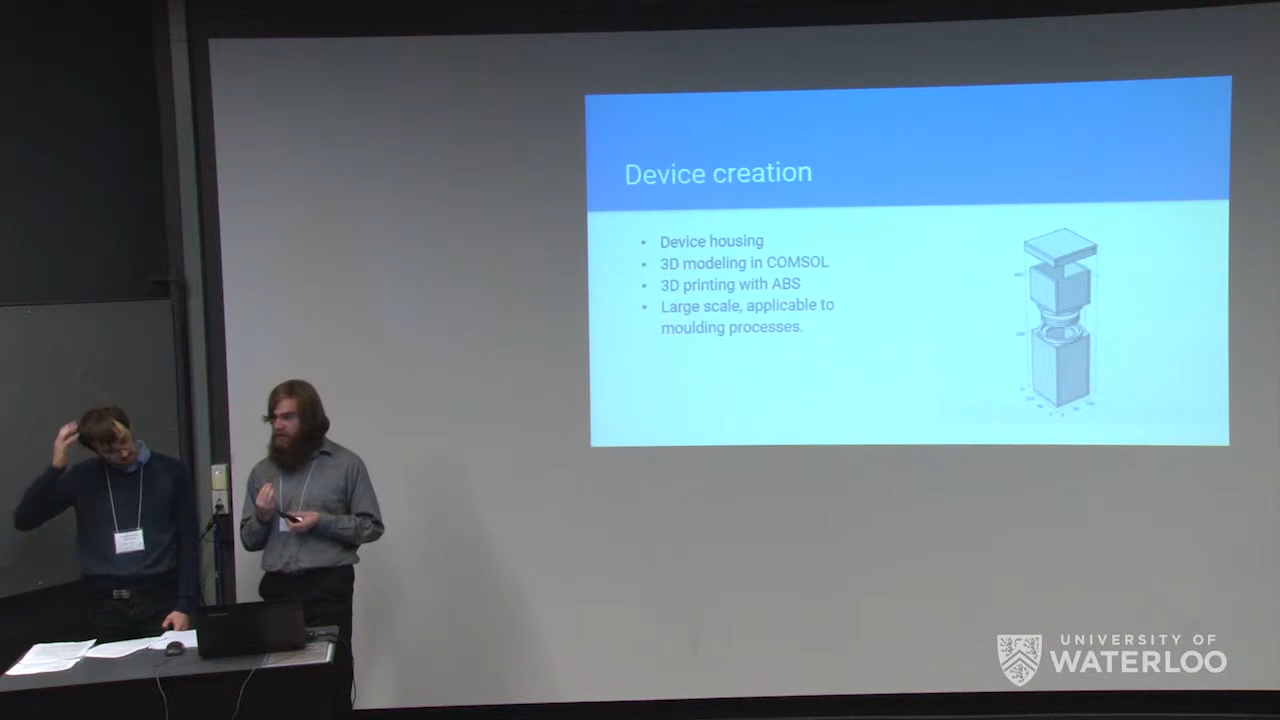 Device creation
• Device housing
• 3D modeling in COMSOL
• 3D printing with ABS
• Large scale, applicable to
moulding processes.
UNIVERSITY OF
WATERLOO